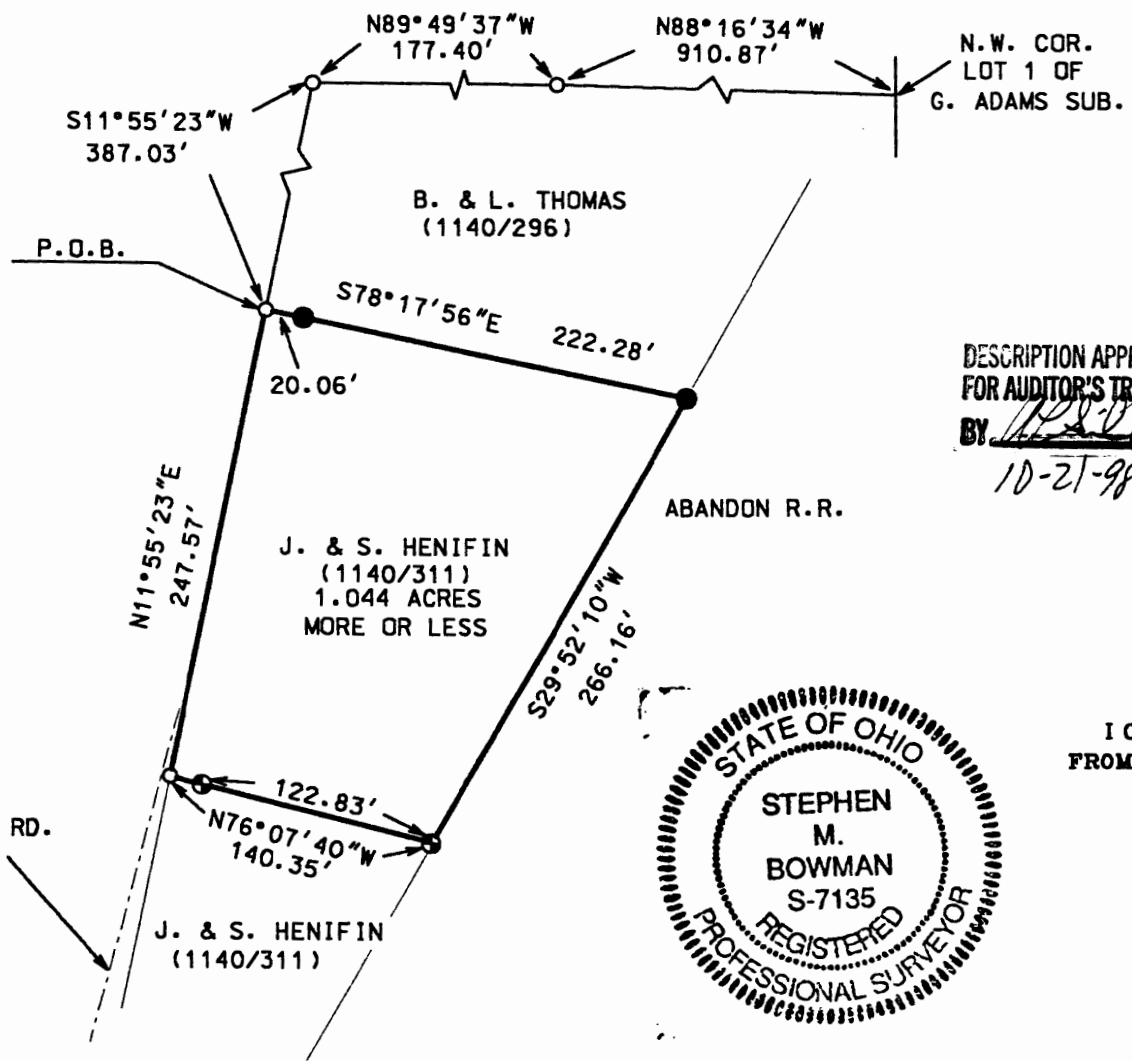 N89°49'37"W
177.40'
N88°16'34"W
910.87'
N.W. COR.
LOT 1 OF
G. ADAMS SUB.
S11°55'23"W
387.03'
B. & L. THOMAS
(1140/296)
P.O.B.
S78°17'56"E
222.28'
20.06'
DESCRIPTION
FOR AUDITOR'S
BY
10-21-98
ABANDON R.R.
N11°55'23"E
247.57'
J. & S. HENIFIN
(1140/311)
1.044 ACRES
MORE OR LESS
S29°52'10"W
266.16'
122.83'
N76°07'40"W
140.35'
RD.
J. & S. HENIFIN
(1140/311)
STATE OF OHIO
STEPHEN
M.
BOWMAN
S-7135
REGISTERED
PROFESSIONAL SURVEYOR
I
FROM